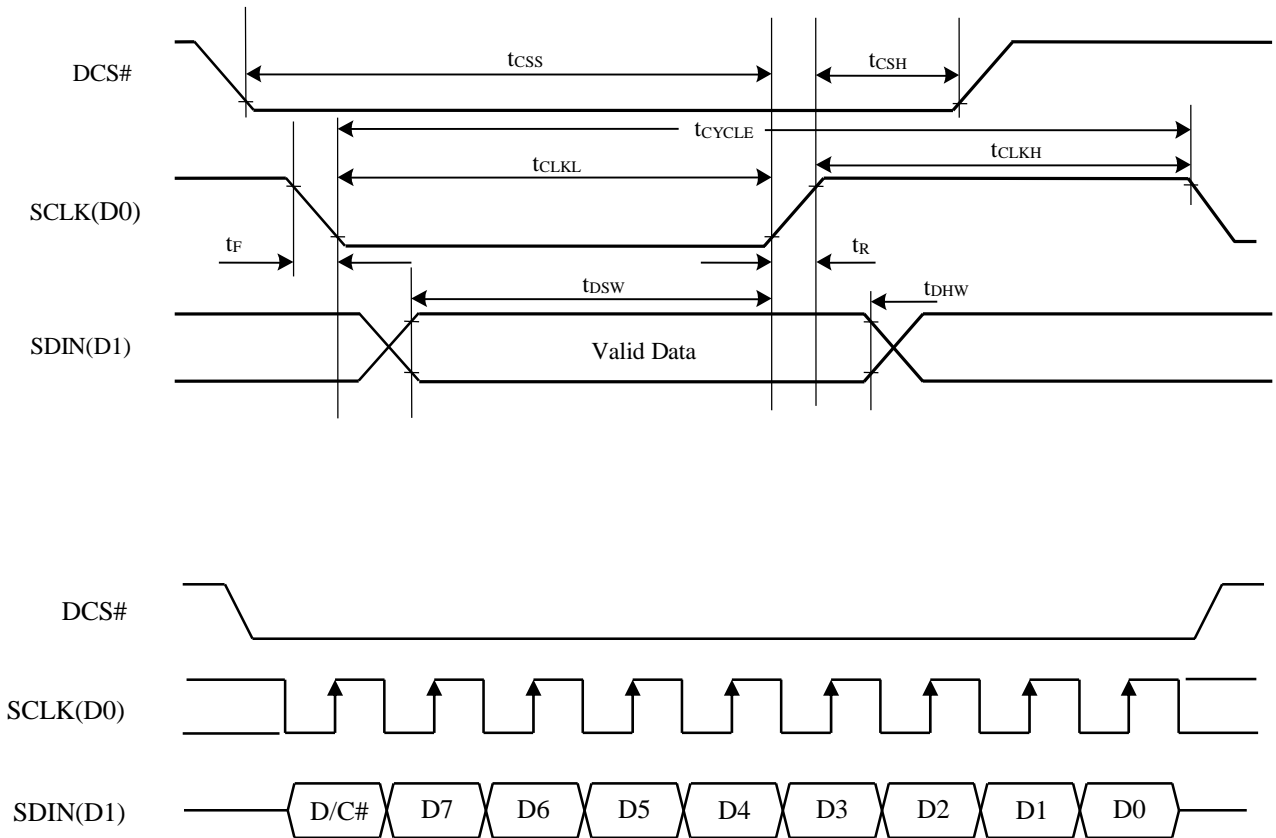 DCS#
tCSS
tCSH
tCYCLE
tCLKL
tCLKH
SCLK(D0)
tF
tR
tDSW
tDHW
SDIN(D1)
Valid Data
DCS#
SCLK(D0)
SDIN(D1)
D/C# D7 D6 D5 D4 D3 D2 D1 D0